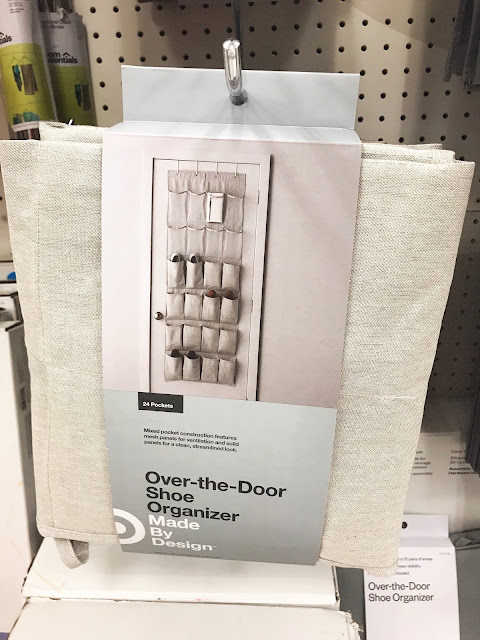 24 Pockets
Mixed pocket construction features
mesh panels for ventilation and solid
panels for a clean, streamlined look.
Over-the-Door
Shoe
Organizer
Made
By
Design™
Over-the-Door
Shoe Organizer